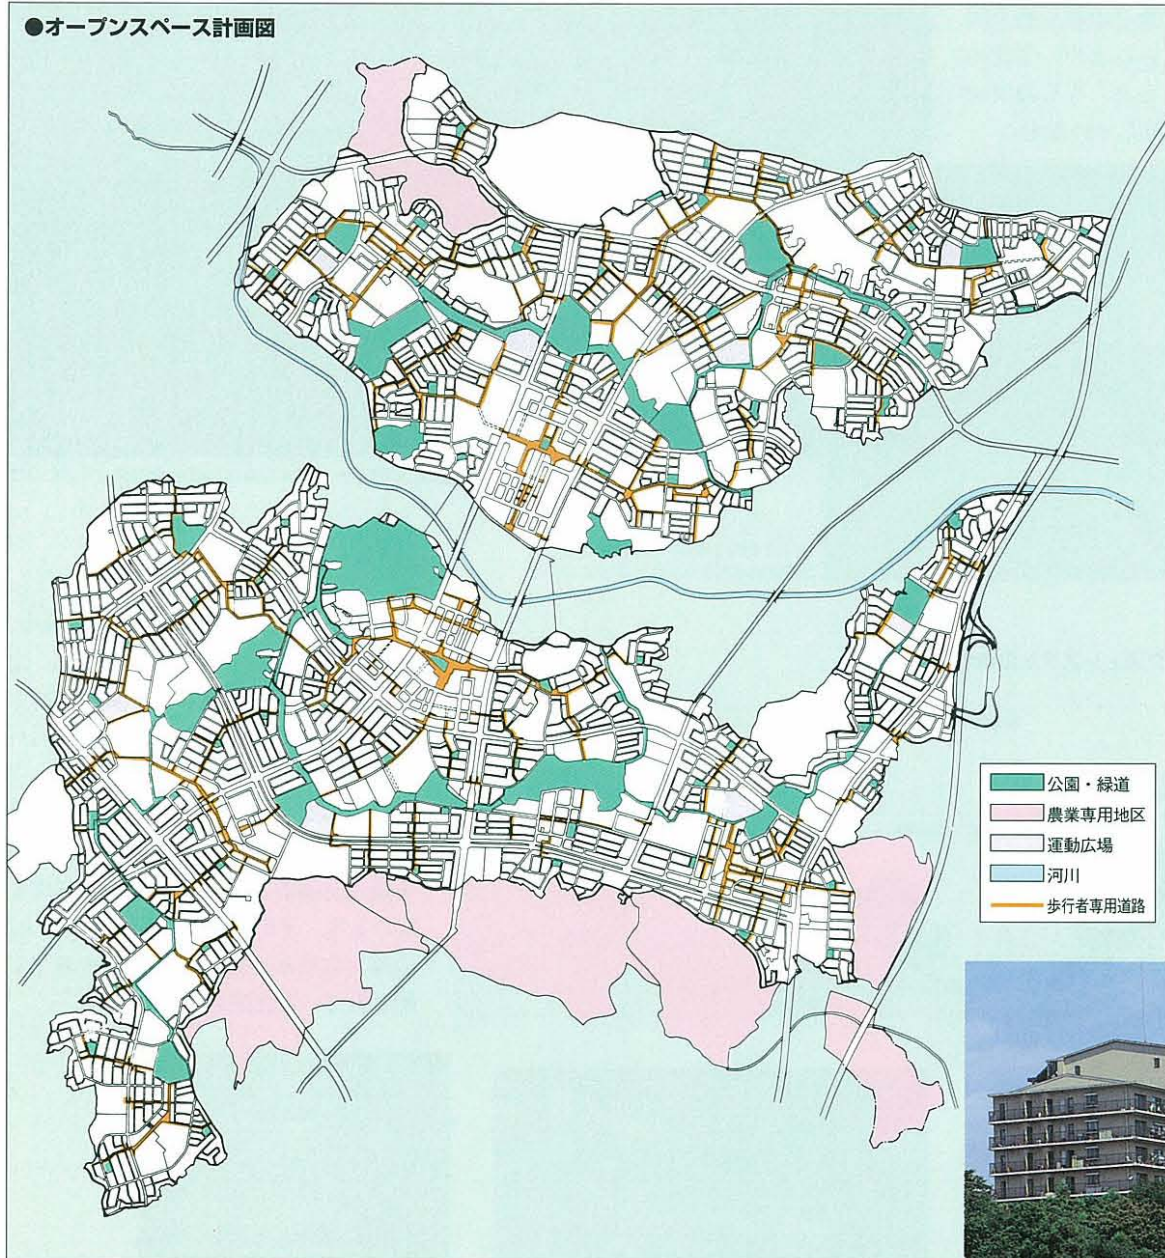 ●オープンスペース計画図
公園・緑道
農業専用地区
運動広場
河川
歩行者専用道路